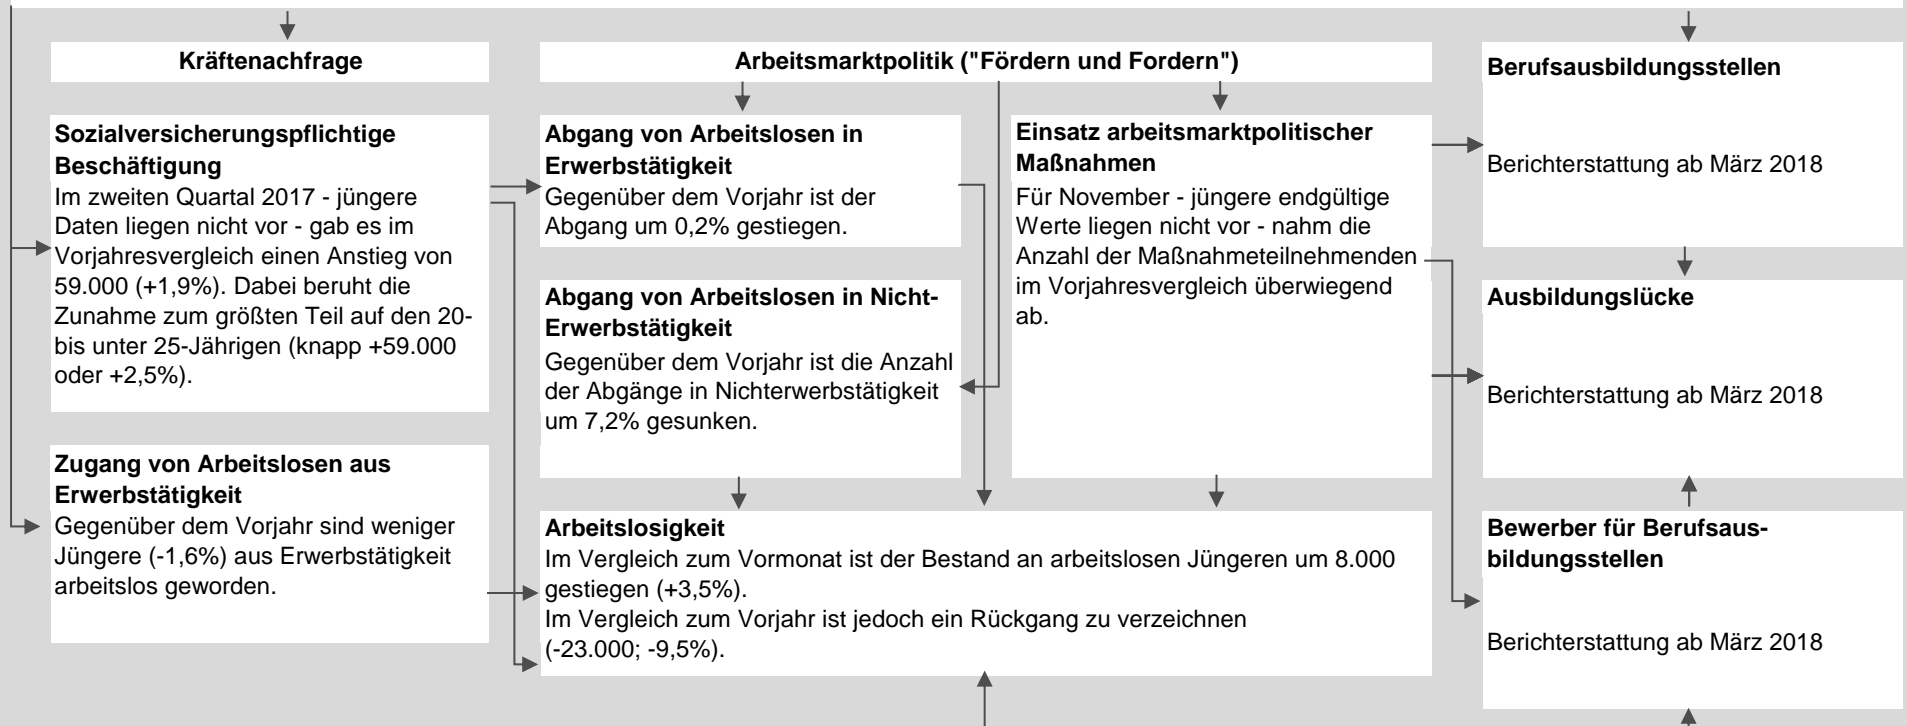 Kräftenachfrage
Sozialversicherungspflichtige
Beschäftigung
Im zweiten Quartal 2017 - jüngere
Daten liegen nicht vor - gab es im
Vorjahresvergleich einen Anstieg von
59.000 (+1,9%). Dabei beruht die
Zunahme zum größten Teil auf den 20-
bis unter 25-Jährigen (knapp +59.000
oder +2,5%).
Zugang von Arbeitslosen aus
Erwerbstätigkeit
Gegenüber dem Vorjahr sind weniger
Jüngere (-1,6%) aus Erwerbstätigkeit
arbeitslos geworden.
Arbeitsmarktpolitik ("Fördern und Fordern")
Abgang von Arbeitslosen in
Erwerbstätigkeit
Gegenüber dem Vorjahr ist der
Abgang um 0,2% gestiegen.
Abgang von Arbeitslosen in Nicht-
Erwerbstätigkeit
Gegenüber dem Vorjahr ist die Anzahl
der Abgänge in Nichterwerbstätigkeit
um 7,2% gesunken.
Einsatz arbeitsmarktpolitischer
Maßnahmen
Für November - jüngere endgültige
Werte liegen nicht vor - nahm die
Anzahl der Maßnahmeteilnehmenden
im Vorjahresvergleich überwiegend
ab.
Arbeitslosigkeit
Im Vergleich zum Vormonat ist der Bestand an arbeitslosen Jüngeren um 8.000
gestiegen (+3,5%).
Im Vergleich zum Vorjahr ist jedoch ein Rückgang zu verzeichnen
(-23.000; -9,5%).
Berufsausbildungsstellen
Berichterstattung ab März 2018
Ausbildungslücke
Berichterstattung ab März 2018
Bewerber für Berufsaus-
bildungsstellen
Berichterstattung ab März 2018